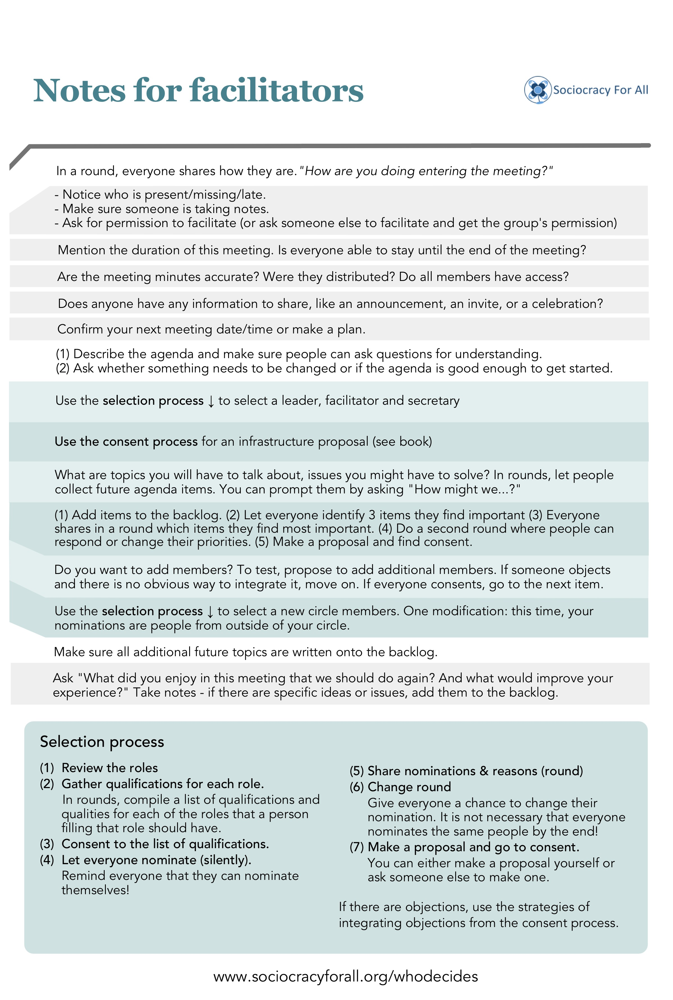 Notes for facilitators
Sociocracy For All
In a round, everyone shares how they are. "How are you doing entering the meeting?"
- Notice who is present/missing/late.
- Make sure someone is taking notes.
- Ask for permission to facilitate (or ask someone else to facilitate and get the group's permission)
Mention the duration of this meeting. Is everyone able to stay until the end of the meeting?
Are the meeting minutes accurate? Were they distributed? Do all members have access?
Does anyone have any information to share, like an announcement, an invite, or a celebration?
Confirm your next meeting date/time or make a plan.
(1) Describe the agenda and make sure people can ask questions for understanding.
(2) Ask whether something needs to be changed or if the agenda is good enough to get started.
Use the selection process ↓ to select a leader, facilitator and secretary
Use the consent process for an infrastructure proposal (see book)
What are topics you will have to talk about, issues you might have to solve? In rounds, let people
collect future agenda items. You can prompt them by asking "How might we...?"
(1) Add items to the backlog. (2) Let everyone identify 3 items they find important (3) Everyone
shares in a round which items they find most important. (4) Do a second round where people can
respond or change their priorities. (5) Make a proposal and find consent.
Do you want to add members? To test, propose to add additional members. If someone objects
and there is no obvious way to integrate it, move on. If everyone consents, go to the next item.
Use the selection process ↓ to select a new circle members. One modification: this time, your
nominations are people from outside of your circle.
Make sure all additional future topics are written onto the backlog.
Ask "What did you enjoy in this meeting that we should do again? And what would improve your
experience?" Take notes - if there are specific ideas or issues, add them to the backlog.
Selection process
(1) Review the roles
(2) Gather qualifications for each role.
In rounds, compile a list of qualifications and
qualities for each of the roles that a person
filling that role should have.
(3) Consent to the list of qualifications.
(4) Let everyone nominate (silently).
Remind everyone that they can nominate
themselves!
(5) Share nominations & reasons (round)
(6) Change round
Give everyone a chance to change their
nomination. It is not necessary that everyone
nominates the same people by the end!
(7) Make a proposal and go to consent.
You can either make a proposal yourself or
ask someone else to make one.
If there are objections, use the strategies of
integrating objections from the consent process.
www.sociocracyforall.org/whodecides